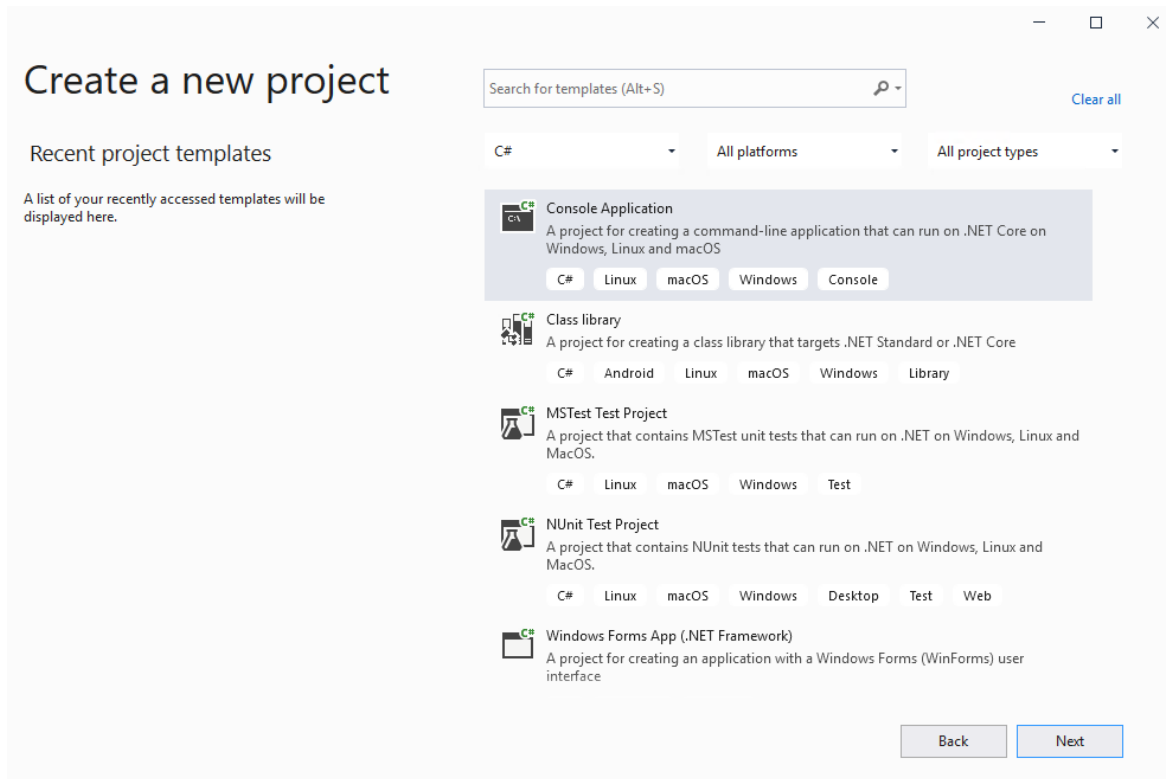 Create a new project
Search for templates (Alt+S)
Clear all
Recent project templates
A list of your recently accessed templates will be
displayed here.
C# All platforms All project types
Console Application
A project for creating a command-line application that can run on .NET Core on
Windows, Linux and macOS
C# Linux macOS Windows Console
Class library
A project for creating a class library that targets .NET Standard or .NET Core
C# Android Linux macOS Windows Library
MSTest Test Project
A project that contains MSTest unit tests that can run on .NET on Windows, Linux and
MacOS.
C# Linux macOS Windows Test
NUnit Test Project
A project that contains NUnit tests that can run on .NET on Windows, Linux and
MacOS.
C# Linux macOS Windows Desktop Test Web
Windows Forms App (.NET Framework)
A project for creating an application with a Windows Forms (WinForms) user
interface
Back Next